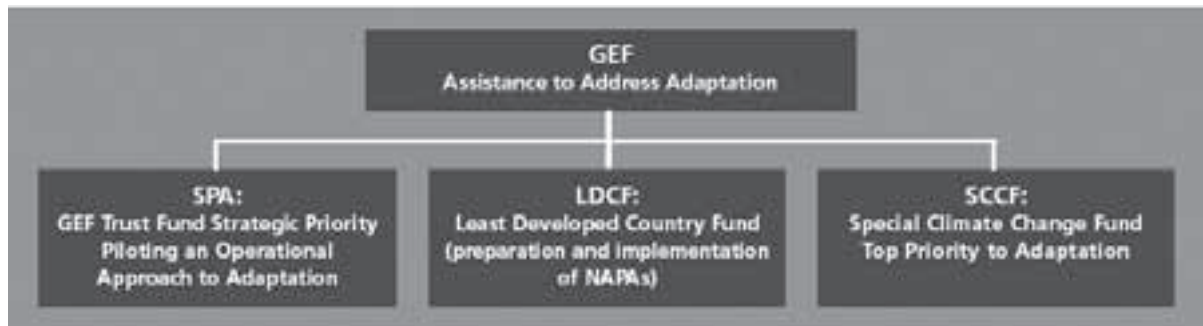 GEF
Assistance to Address Adaptation
SPA:
GEF Trust Fund Strategic Priority
Piloting an Operational
Approach to Adaptation
LDCF:
Least Developed Country Fund
(preparation and implementation
of NAPAs)
SCCF:
Special Climate Change Fund
Top Priority to Adaptation